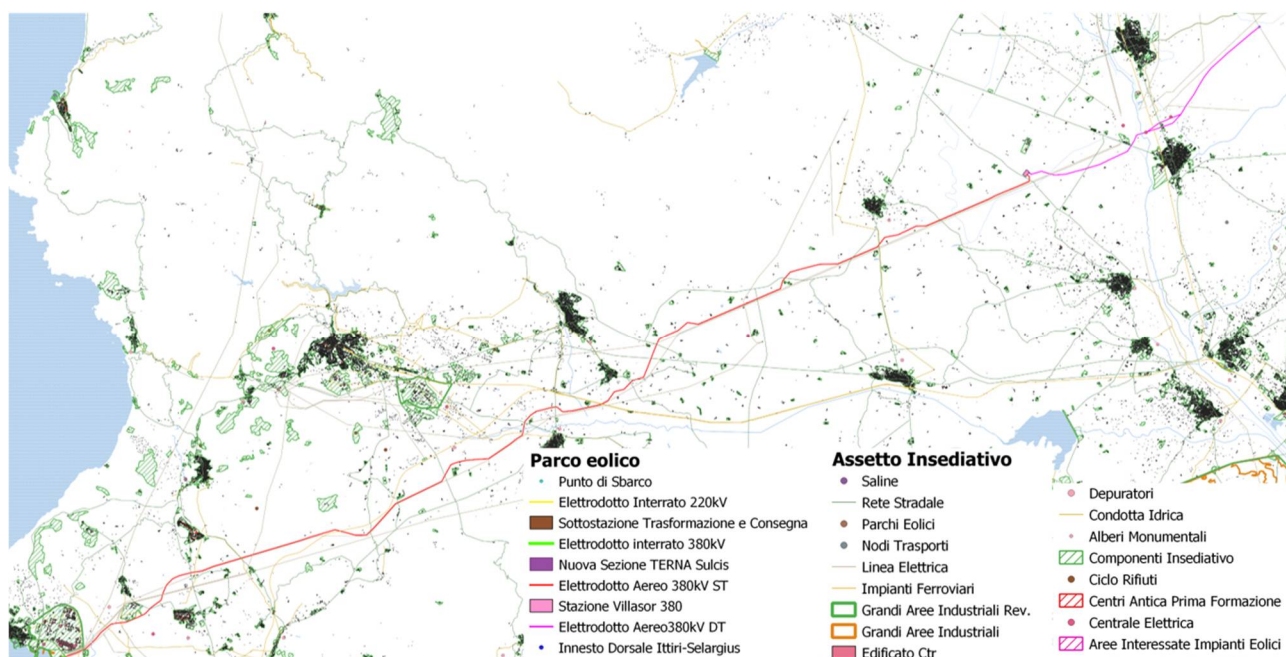 Parco eolico
Punto di Sbarco
Elettrodotto Interrato 220kV
Sottostazione Trasformazione e Consegna
Elettrodotto interrato 380kV
Nuova Sezione TERNA Sulcis
Elettrodotto Aereo 380kV ST
Stazione Villasor 380
Elettrodotto Aereo380kV DT
Innesto Dorsale Ittiri-Selargius
Assetto Insediativo
Saline
Rete Stradale
Parchi Eolici
Nodi Trasporti
Linea Elettrica
Impianti Ferroviari
Grandi Aree Industriali Rev.
Grandi Aree Industriali
Edificato Ctr
Depuratori
Condotta Idrica
Alberi Monumentali
Componenti Insediativo
Ciclo Rifiuti
Centri Antica Prima Formazione
Centrale Elettrica
Aree Interessate Impianti Eolici